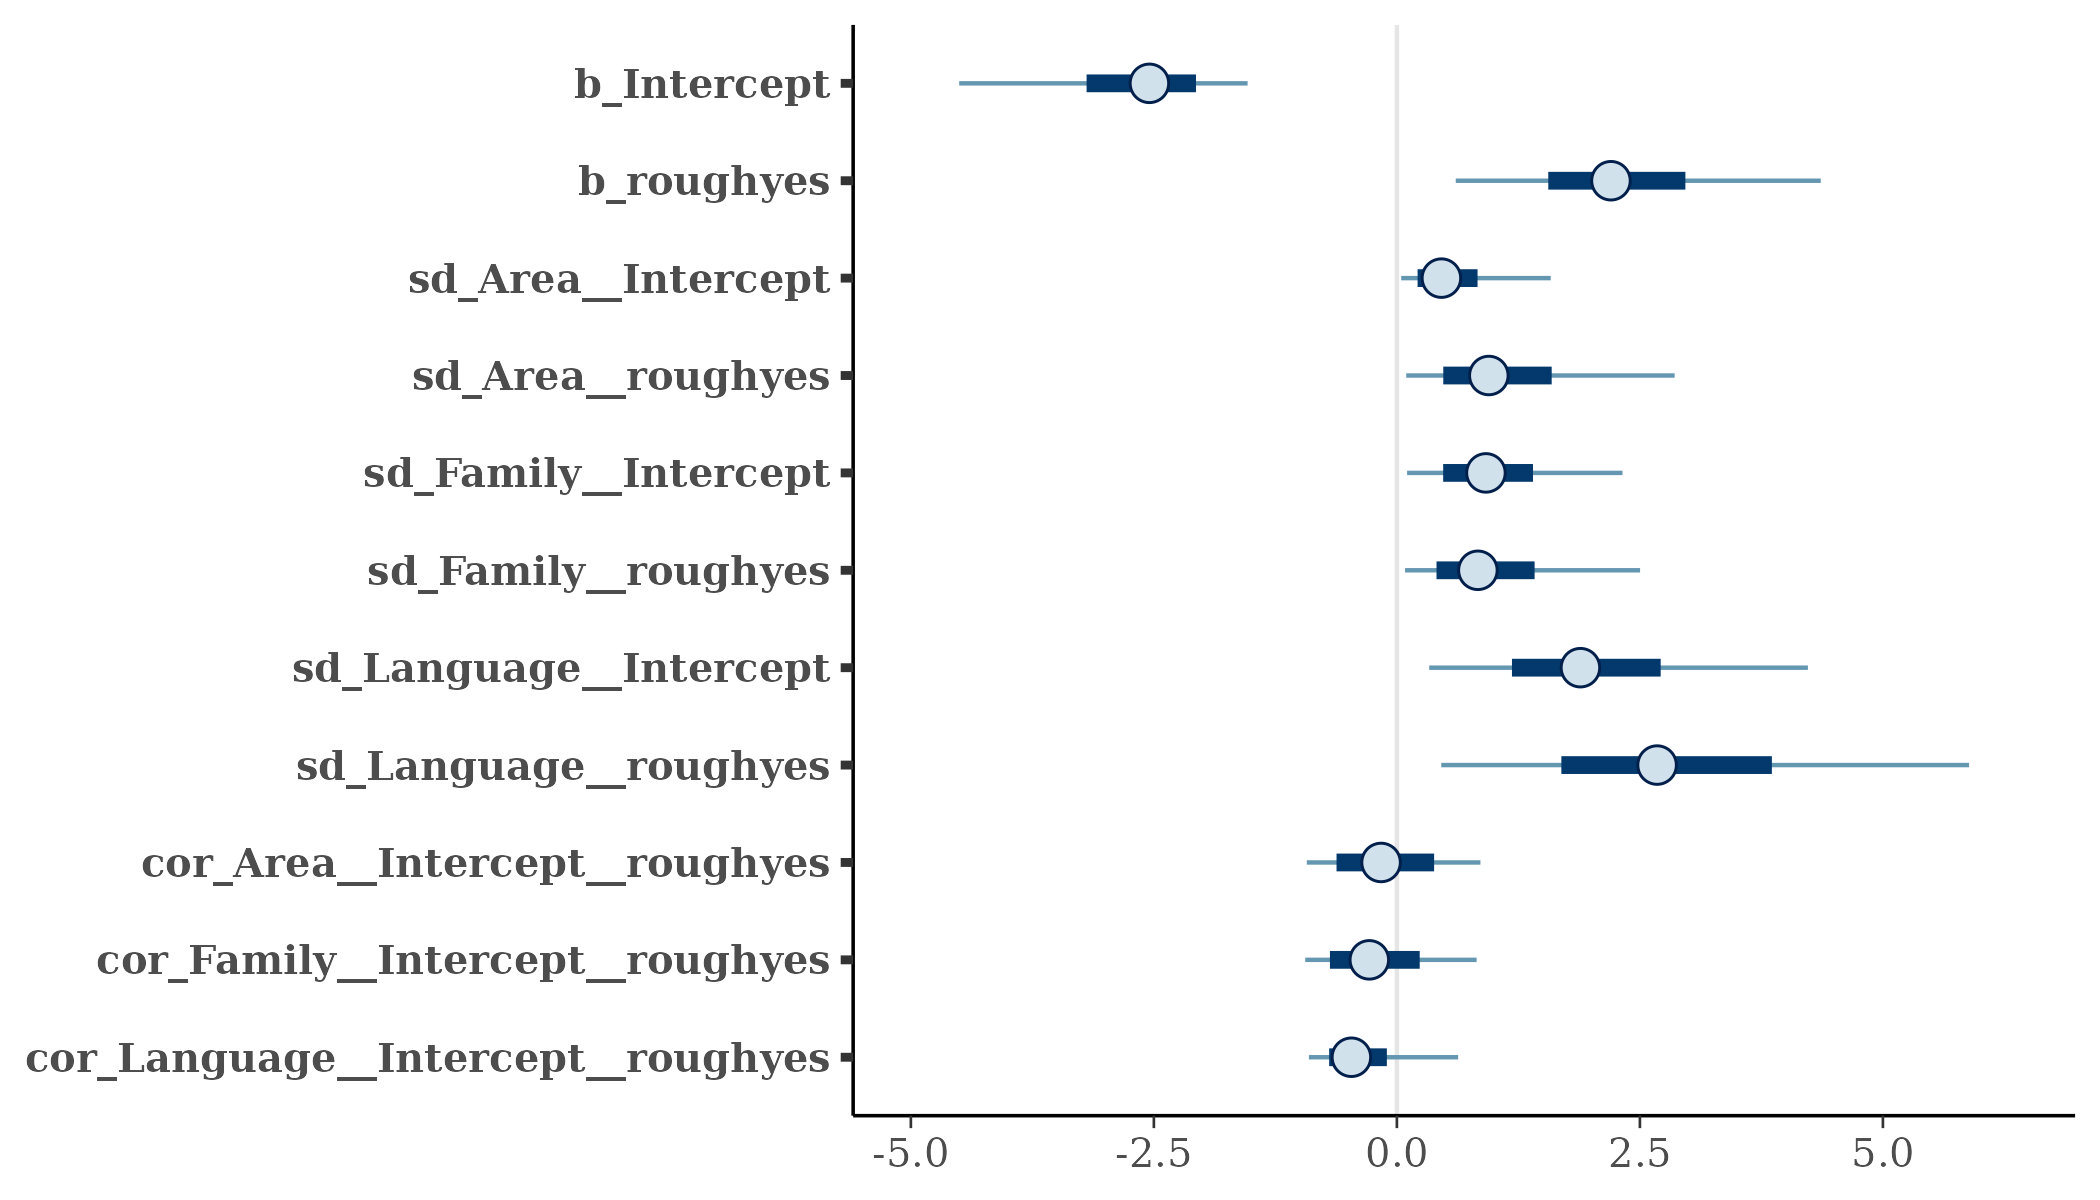 b_Intercept
b_roughyes
sd_Area__Intercept
sd_Area__roughyes
sd_Family__Intercept
sd_Family__roughyes
sd_Language__Intercept
sd_Language__roughyes
cor_Area__Intercept__roughyes
cor_Family__Intercept__roughyes
cor_Language__Intercept__roughyes
-5.0 -2.5 0.0 2.5 5.0